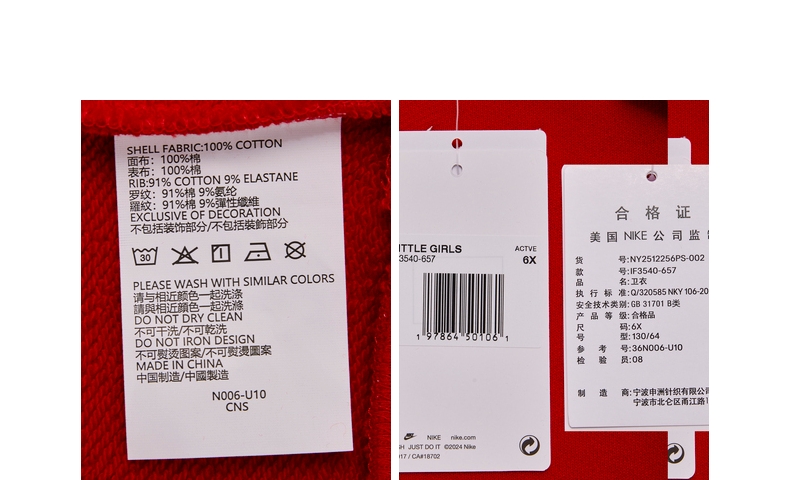 SHELL FABRIC:100% COTTON
面布：100%棉
表布：100%棉
RIB:91% COTTON 9% ELASTANE
罗纹：91%棉 9%氨纶
羅紋：91%棉 9%彈性纖維
EXCLUSIVE OF DECORATION
不包括装饰部分/不包括裝飾部分
30
PLEASE WASH WITH SIMILAR COLORS
请与相近颜色一起洗涤
請與相近顏色一起洗滌
DO NOT DRY CLEAN
不可干洗/不可乾洗
DO NOT IRON DESIGN
不可熨烫图案/不可熨燙圖案
MADE IN CHINA
中国制造/中國製造
N006-U10
CNS
ITTLE GIRLS
3540-657
ACTVE
6X
1 97864 50106 1
NIKE nike.com
SH JUST DO IT ©2024 Nike
017 / CA#18702
合格证
美国NIKE公司监制
货号:NY2512256PS-002
款号:IF3540-657
品名:卫衣
执行标准:Q/320585 NKY 106-20
安全技术类别:GB 31701 B类
产品等级:合格品
尺码:6X
号型:130/64
参考号:36N006-U10
检验员:08
制造商:宁波申洲针织有限公
宁波市北仑区甬江路